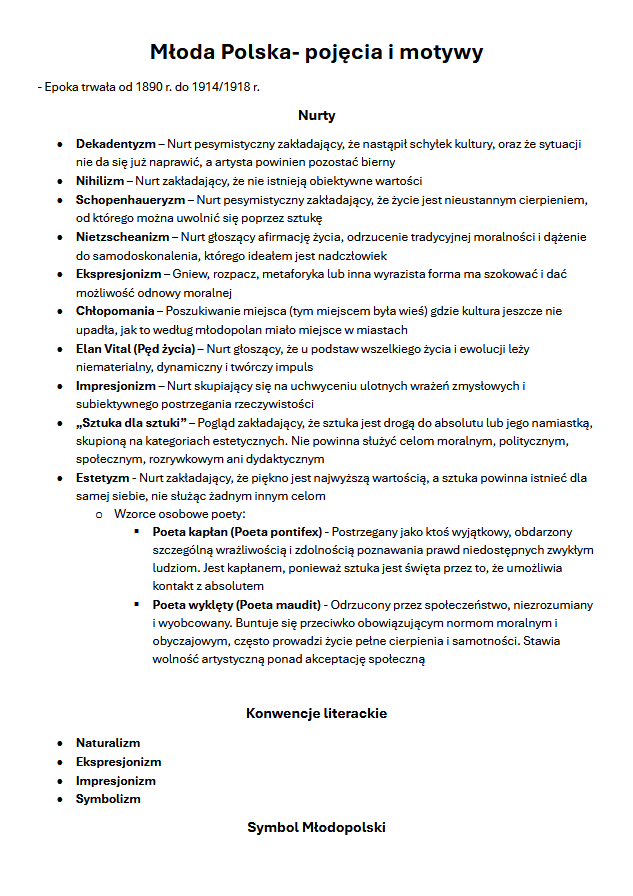 Młoda Polska- pojęcia i motywy
- Epoka trwała od 1890 r. do 1914/1918 r.
Nurty
• Dekadentyzm – Nurt pesymistyczny zakładający, że nastąpił schyłek kultury, oraz że sytuacji
nie da się już naprawić, a artysta powinien pozostać bierny
• Nihilizm – Nurt zakładający, że nie istnieją obiektywne wartości
• Schopenhaueryzm – Nurt pesymistyczny zakładający, że życie jest nieustannym cierpieniem,
od którego można uwolnić się poprzez sztukę
• Nietzscheanizm – Nurt głoszący afirmację życia, odrzucenie tradycyjnej moralności i dążenie
do samodoskonalenia, którego ideałem jest nadczłowiek
• Ekspresjonizm – Gniew, rozpacz, metaforyka lub inna wyrazista forma ma szokować i dać
możliwość odnowy moralnej
• Chłopomania – Poszukiwanie miejsca (tym miejscem była wieś) gdzie kultura jeszcze nie
upadła, jak to według młodopolan miało miejsce w miastach
• Elan Vital (Pęd życia) – Nurt głoszący, że u podstaw wszelkiego życia i ewolucji leży
niematerialny, dynamiczny i twórczy impuls
• Impresjonizm – Nurt skupiający się na uchwyceniu ulotnych wrażeń zmysłowych i
subiektywnego postrzegania rzeczywistości
• „Sztuka dla sztuki” – Pogląd zakładający, że sztuka jest drogą do absolutu lub jego namiastką,
skupioną na kategoriach estetycznych. Nie powinna służyć celom moralnym, politycznym,
społecznym, rozrywkowym ani dydaktycznym
• Estetyzm - Nurt zakładający, że piękno jest najwyższą wartością, a sztuka powinna istnieć dla
samej siebie, nie służąc żadnym innym celom
o Wzorce osobowe poety:
▪ Poeta kapłan (Poeta pontifex) - Postrzegany jako ktoś wyjątkowy, obdarzony
szczególną wrażliwością i zdolnością poznawania prawd niedostępnych zwykłym
ludziom. Jest kapłanem, ponieważ sztuka jest święta przez to, że umożliwia
kontakt z absolutem
▪ Poeta wyklęty (Poeta maudit) - Odrzucony przez społeczeństwo, niezrozumiany
i wyobcowany. Buntuje się przeciwko obowiązującym normom moralnym i
obyczajowym, często prowadzi życie pełne cierpienia i samotności. Stawia
wolność artystyczną ponad akceptację społeczną
Konwencje literackie
• Naturalizm
• Ekspresjonizm
• Impresjonizm
• Symbolizm
Symbol Młodopolski